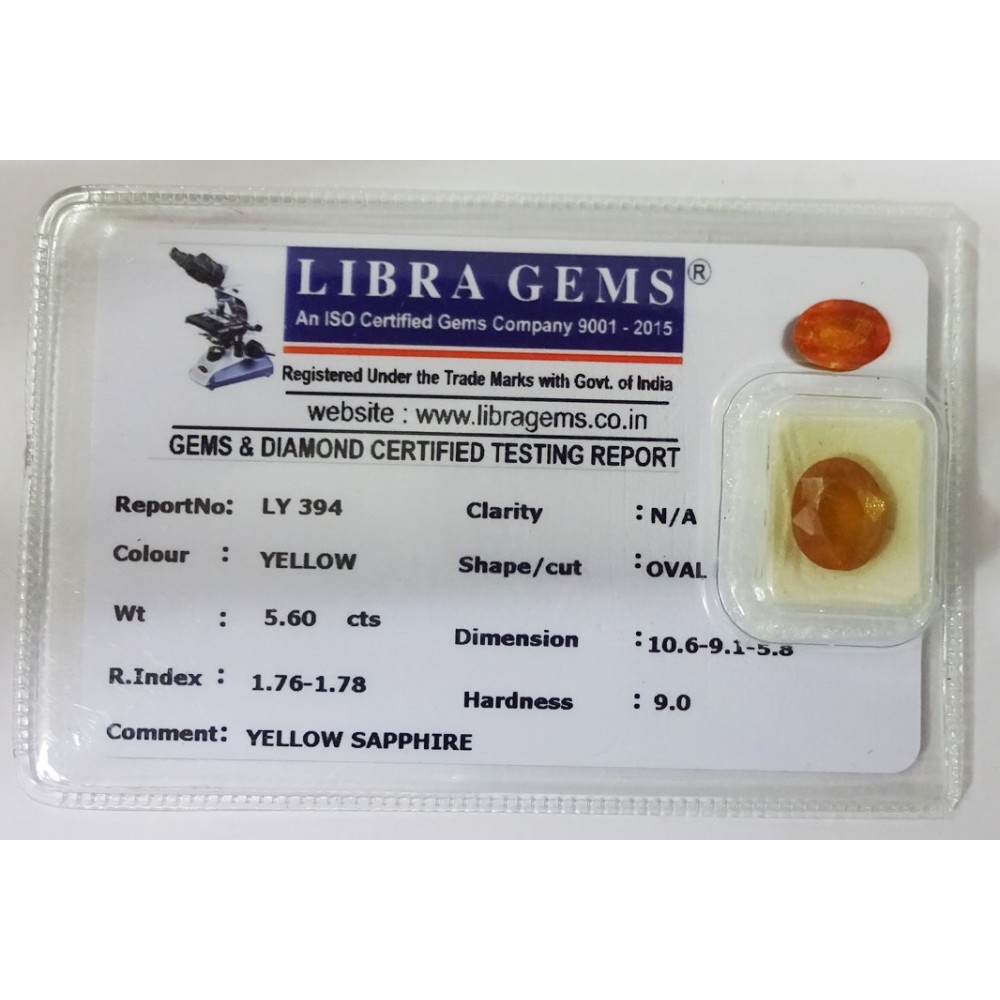 LIBRA GEMS ®
An ISO Certified Gems Company 9001 - 2015
Registered Under the Trade Marks with Govt. of India
website : www.libragems.co.in
GEMS & DIAMOND CERTIFIED TESTING REPORT
ReportNo: LY 394
Clarity : N/A
Colour : YELLOW
Shape/cut : OVAL
Wt : 5.60 cts
Dimension : 10.6-9.1-5.8
R.Index : 1.76-1.78
Hardness : 9.0
Comment: YELLOW SAPPHIRE